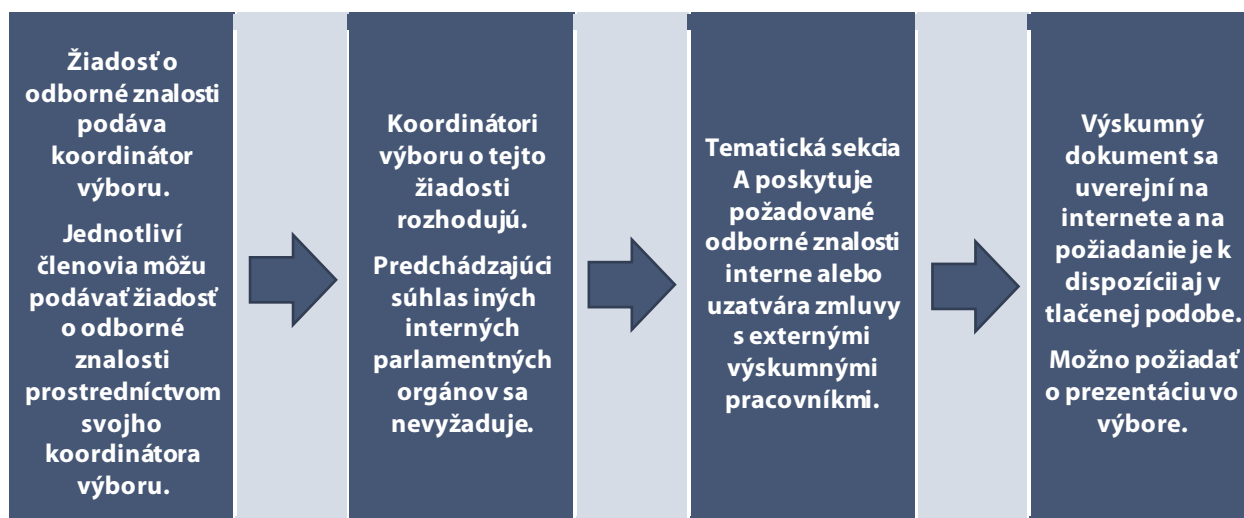 Žiadosť o
odborné znalosti
podáva
koordinátor
výboru.
Jednotliví
členovia môžu
podávať žiadosť
o odborné
znalosti
prostredníctvom
svojho
koordinátora
výboru.
Koordinátori
výboru o tejto
žiadosti
rozhodujú.
Predchádzajúci
súhlas iných
interných
parlamentných
orgánov sa
nevyžaduje.
Tematická sekcia
A poskytuje
požadované
odborné znalosti
interne alebo
uzatvára zmluvy
s externými
výskumnými
pracovníkmi.
Výskumný
dokument sa
uverejní na
internete a na
požiadanie je k
dispozícii aj v
tlačenej podobe.
Možno požiadať
o prezentáciu vo
výbore.